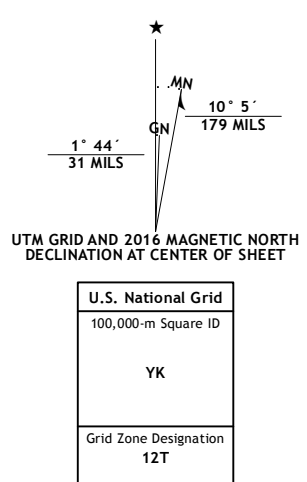 ★
MN
GN
10° 5´
179 MILS
1° 44´
31 MILS
UTM GRID AND 2016 MAGNETIC NORTH
DECLINATION AT CENTER OF SHEET
U.S. National Grid
100,000-m Square ID
YK
Grid Zone Designation
12T